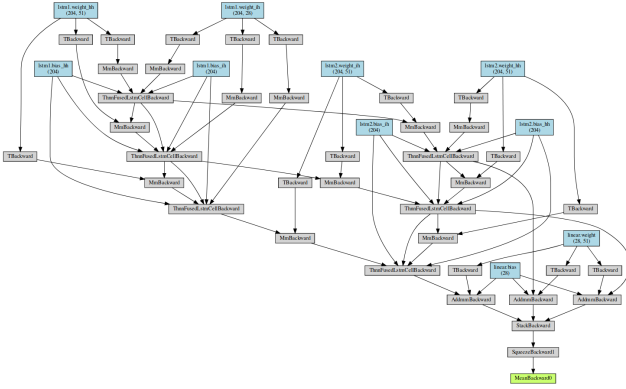 lstm1.weight_hh
(204, 51)
lstm1.weight_ih
(204, 28)
TBackward
TBackward
TBackward
TBackward
TBackward
lstm1.bias_hh
(204)
MmBackward
MmBackward
lstm1.bias_ih
(204)
MmBackward
lstm2.weight_ih
(204, 51)
lstm2.weight_hh
(204, 51)
ThnnFusedLstmCellBackward
MmBackward
MmBackward
TBackward
TBackward
MmBackward
lstm2.bias_ih
(204)
MmBackward
MmBackward
lstm2.bias_hh
(204)
TBackward
ThnnFusedLstmCellBackward
TBackward
ThnnFusedLstmCellBackward
TBackward
MmBackward
TBackward
MmBackward
MmBackward
ThnnFusedLstmCellBackward
ThnnFusedLstmCellBackward
TBackward
MmBackward
MmBackward
linear.weight
(28, 51)
ThnnFusedLstmCellBackward
TBackward
linear.bias
(28)
TBackward
TBackward
AddmmBackward
AddmmBackward
AddmmBackward
StackBackward
SqueezeBackward1
MeanBackward0